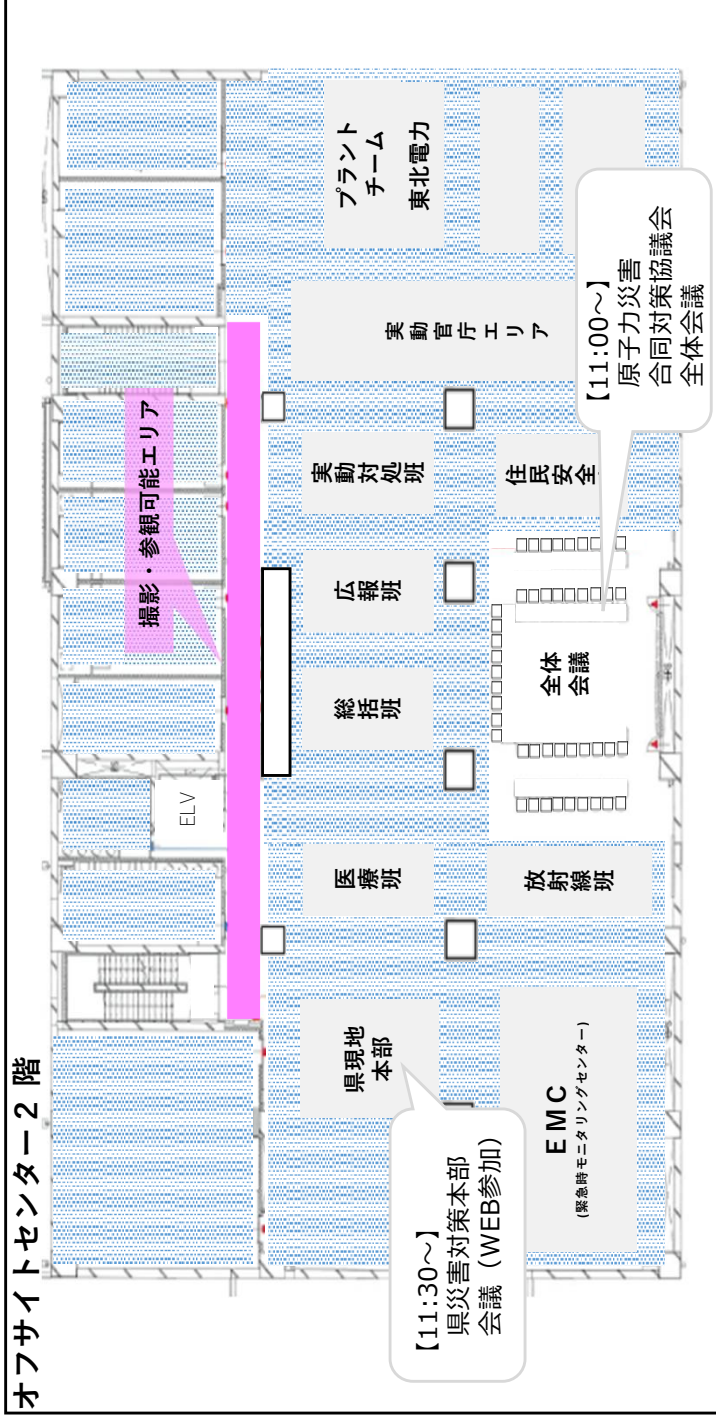 オフサイトセンター２階
撮影・参観可能エリア
ELV
プラント
チーム
東北電力
実動官庁エリア
実動
対処班
住民
安全
広報
班
総括
班
全体
会議
医療
班
放射
線班
県現地
本部
ＥＭＣ
(緊急時モニタリングセンター)
【11:00～】
原子力災害
合同対策協議会
全体会議
【11:30～】
県災害対策本部
会議（WEB参加）